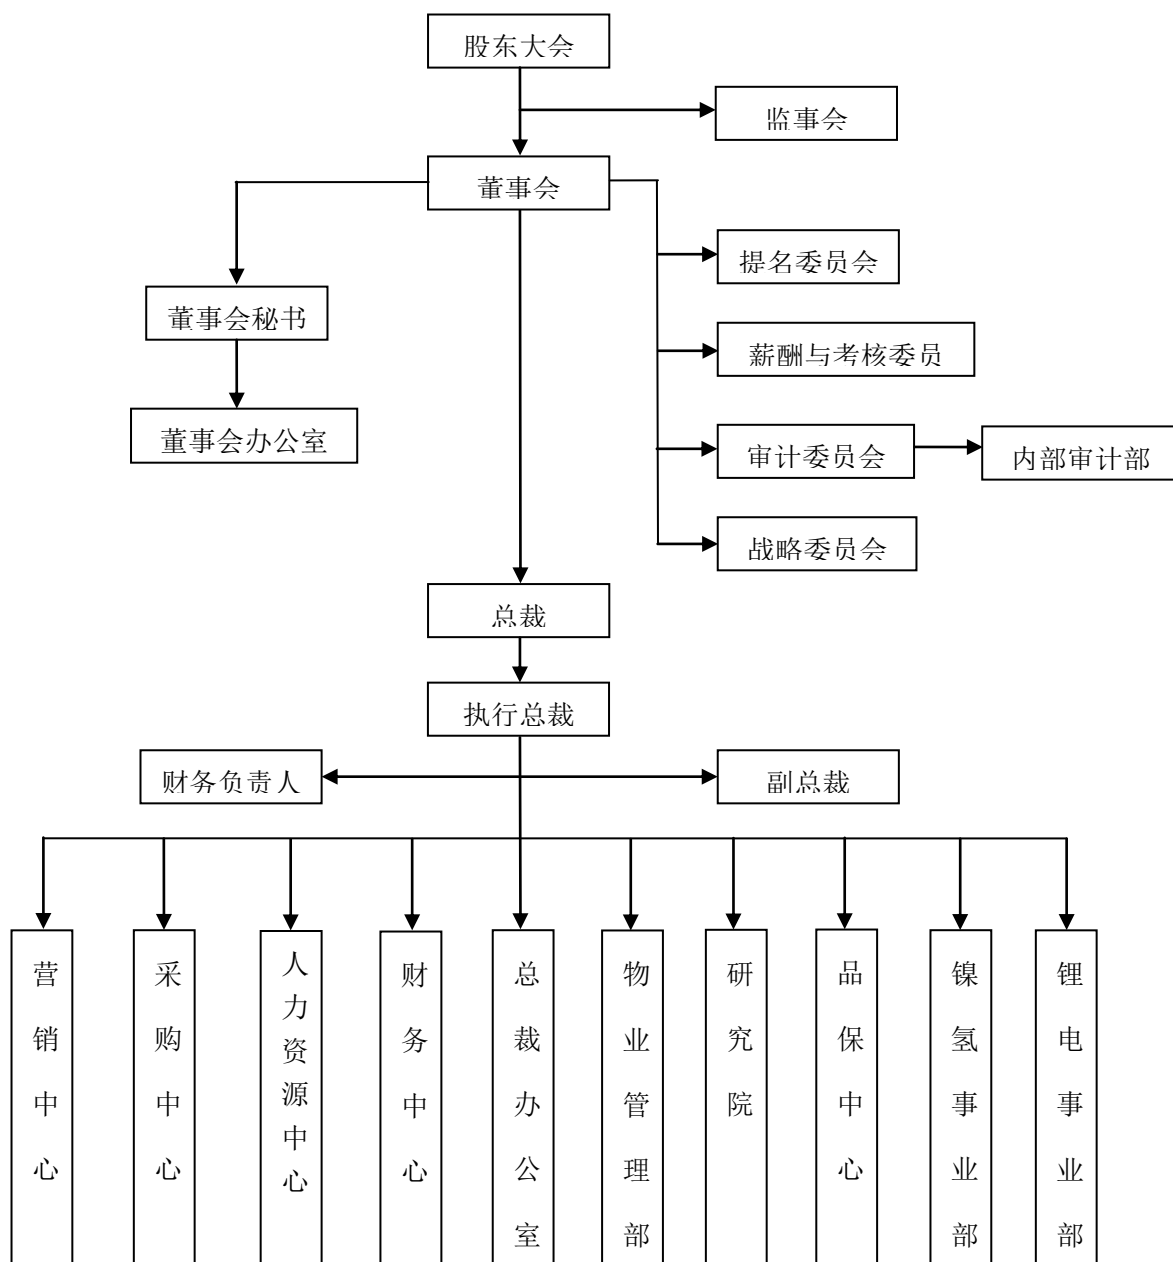 股东大会
监事会
董事会
提名委员会
董事会秘书
薪酬与考核委员
董事会办公室
审计委员会
内部审计部
战略委员会
总裁
执行总裁
财务负责人
副总裁
营销中心
采购中心
人力资源中心
财务中心
总裁办公室
物业管理部
研究院
品保中心
镍氢事业部
锂电事业部